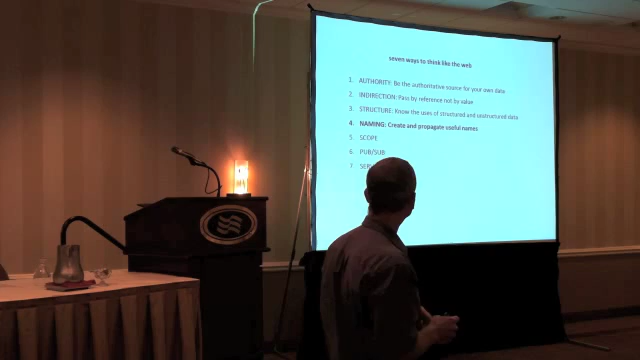 seven ways to think like the web
1. AUTHORITY: Be the authoritative source for your own data
2. INDIRECTION: Pass by reference not by value
3. STRUCTURE: Know the uses of structured and unstructured data
4. NAMING: Create and propagate useful names
5. SCOPE
6. PUB/SUB
7.